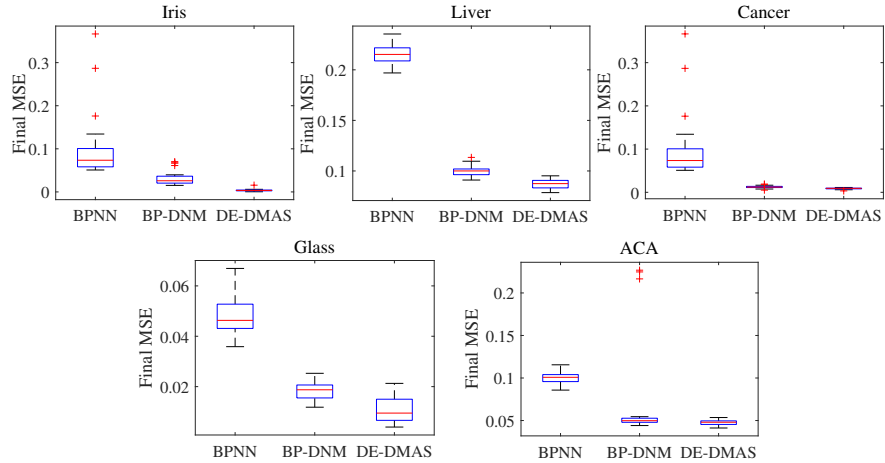 Iris
Final MSE
0.3
0.2
0.1
0
BPNN BP-DNM DE-DMAS
Liver
Final MSE
0.2
0.1
BPNN BP-DNM DE-DMAS
Cancer
Final MSE
0.3
0.2
0.1
0
BPNN BP-DNM DE-DMAS
Glass
Final MSE
0.06
0.04
0.02
BPNN BP-DNM DE-DMAS
ACA
Final MSE
0.2
0.15
0.1
0.05
BPNN BP-DNM DE-DMAS